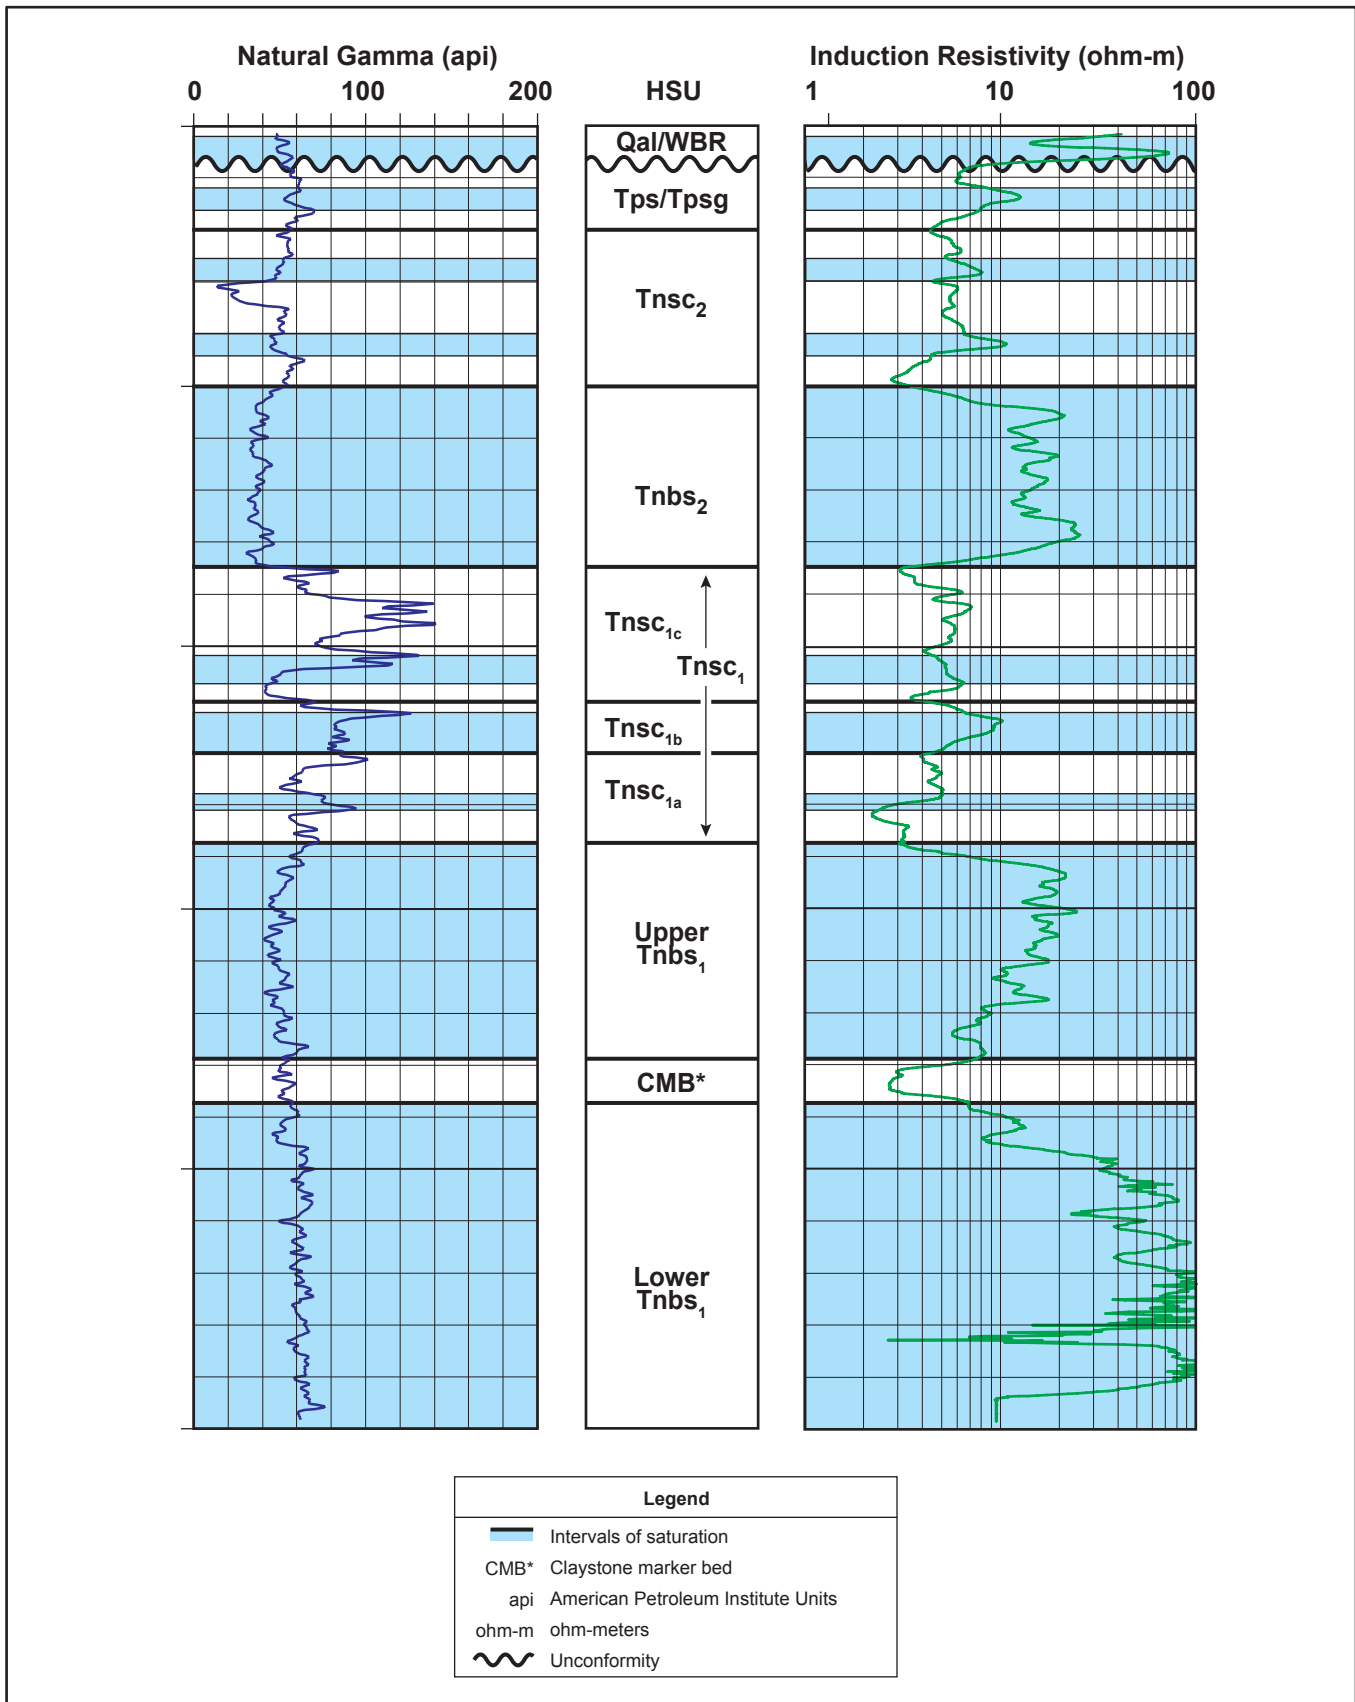 Natural Gamma (api)
0 100 200
HSU
Induction Resistivity (ohm-m)
1 10 100
Qal/WBR
Tps/Tpsg
Tnsc2
Tnbs2
Tnsc1c
Tnsc1
Tnsc1b
Tnsc1a
Upper
Tnbs1
CMB*
Lower
Tnbs1
Legend
Intervals of saturation
CMB* Claystone marker bed
api American Petroleum Institute Units
ohm-m ohm-meters
Unconformity